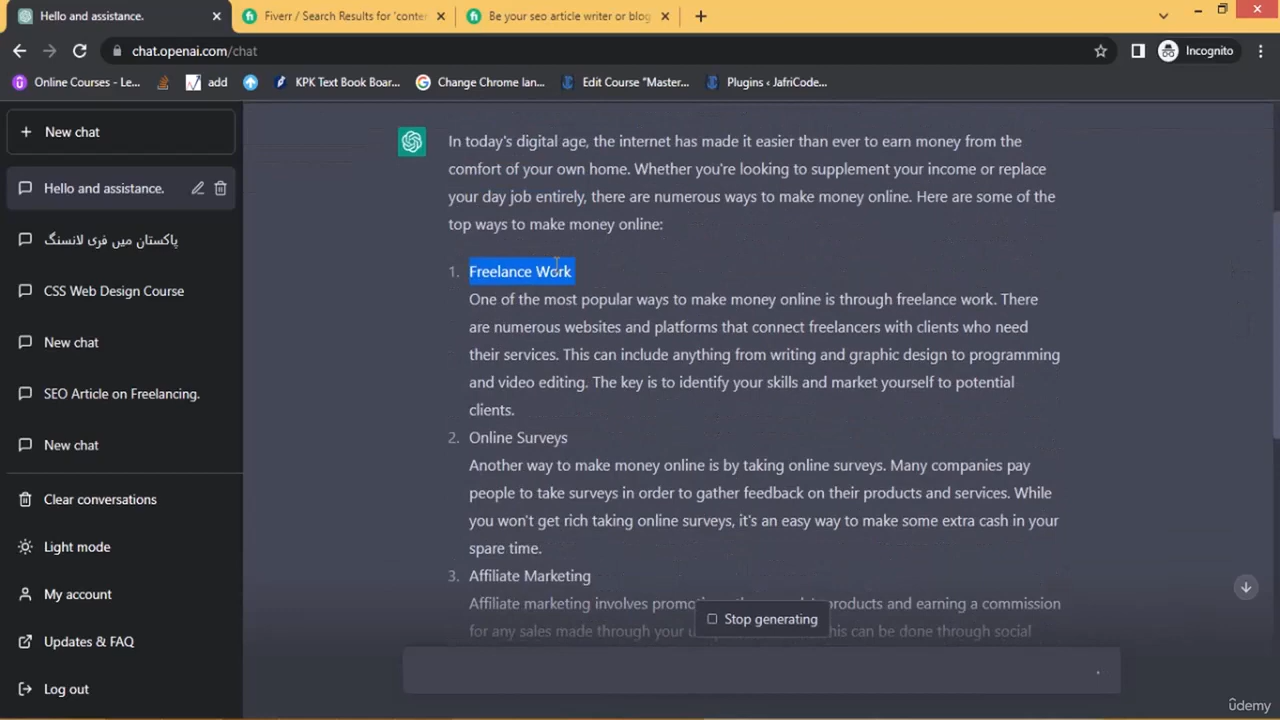 Hello and assistance.
Fiverr / Search Results for 'conter
Be your seo article writer or blog
chat.openai.com/chat
Incognito
Online Courses - Le...
add
KPK Text Book Boar...
Change Chrome lan...
Edit Course "Master...
Plugins ‹ JafriCode...
New chat
Hello and assistance.
پاکستان میں فری لانسنگ
CSS Web Design Course
New chat
SEO Article on Freelancing.
New chat
Clear conversations
Light mode
My account
Updates & FAQ
Log out
In today's digital age, the internet has made it easier than ever to earn money from the
comfort of your own home. Whether you're looking to supplement your income or replace
your day job entirely, there are numerous ways to make money online. Here are some of the
top ways to make money online:
1. Freelance Work
One of the most popular ways to make money online is through freelance work. There
are numerous websites and platforms that connect freelancers with clients who need
their services. This can include anything from writing and graphic design to programming
and video editing. The key is to identify your skills and market yourself to potential
clients.
2. Online Surveys
Another way to make money online is by taking online surveys. Many companies pay
people to take surveys in order to gather feedback on their products and services. While
you won't get rich taking online surveys, it's an easy way to make some extra cash in your
spare time.
3. Affiliate Marketing
Affiliate marketing involves products and earning a commission
for any sales made through your can be done through social
Stop generating
ûdemy